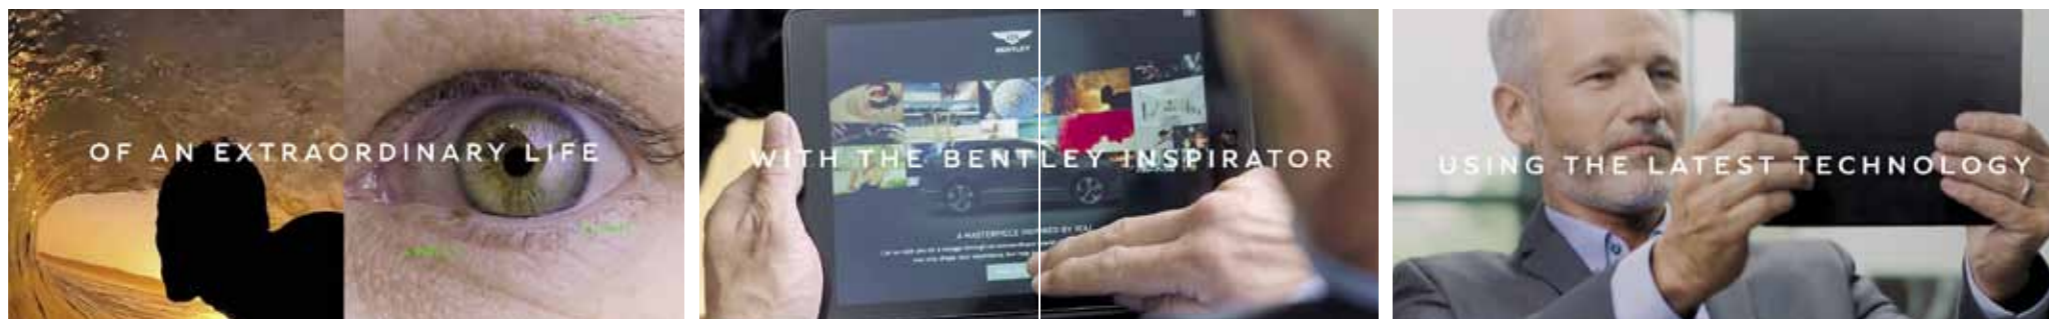 OF AN EXTRAORDINARY LIFE
WITH THE BENTLEY INSPIRATOR
BENTLEY
A MASTERPIECE INSPIRED BY YOU
USING THE LATEST TECHNOLOGY